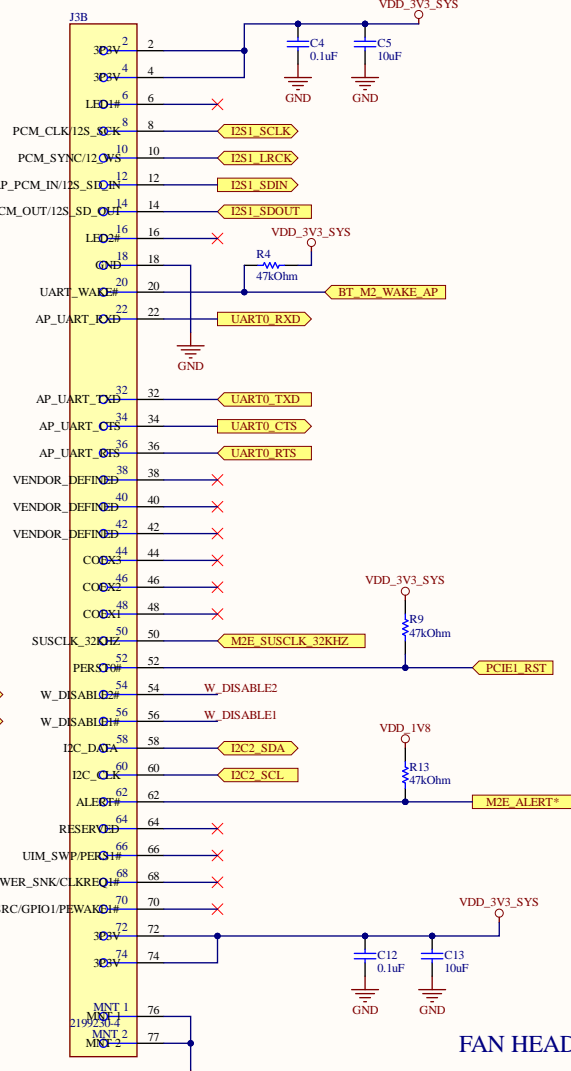 VDD_3V3_SYS
J3B
3P3V 2 2
C4 0.1uF
C5 10uF
3P3V 4 4
GND GND
LED1# 6 6
PCM_CLK/I2S_SCK 8 8 I2S1_SCLK
PCM_SYNC/I2_WS 10 10 I2S1_LRCK
P_PCM_IN/I2S_SD_IN 12 12 I2S1_SDIN
CM_OUT/I2S_SD_OUT 14 14 I2S1_SDOUT
LED2# 16 16
VDD_3V3_SYS
GND 18 18
R4 47kOhm
UART_WAKE# 20 20 BT_M2_WAKE_AP
AP_UART_RXD 22 22 UART0_RXD
GND
AP_UART_TXD 32 32 UART0_TXD
AP_UART_CTS 34 34 UART0_CTS
AP_UART_RTS 36 36 UART0_RTS
VENDOR_DEFINED 38 38
VENDOR_DEFINED 40 40
VENDOR_DEFINED 42 42
COEX3 44 44
COEX2 46 46
COEX1 48 48
VDD_3V3_SYS
R9 47kOhm
SUSCLK_32KHZ 50 50 M2E_SUSCLK_32KHZ
PERST0# 52 52 PCIE1_RST
W_DISABLE2# 54 54 W_DISABLE2
W_DISABLE1# 56 56 W_DISABLE1
VDD_1V8
I2C_DATA 58 58 I2C2_SDA
I2C_CLK 60 60 I2C2_SCL
R13 47kOhm
ALERT# 62 62 M2E_ALERT*
RESERVED 64 64
UIM_SWP/PERS1# 66 66
WER_SNK/CLKREQ1# 68 68
RC/GPIO1/PEWAKE1# 70 70
VDD_3V3_SYS
3P3V 72 72
3P3V 74 74
C12 0.1uF
C13 10uF
GND GND
MNT 1
MNT 1 76
2199230-4
MNT 2
MNT 2 77
FAN HEAD